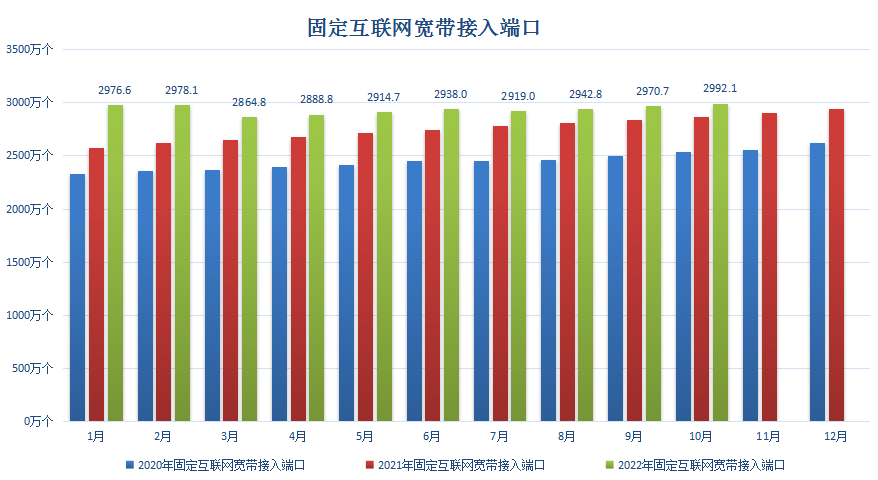 固定互联网宽带接入端口
3500万个
3000万个
2500万个
2000万个
1500万个
1000万个
500万个
0万个
2976.6
2978.1
2864.8
2888.8
2914.7
2938.0
2919.0
2942.8
2970.7
2992.1
1月
2月
3月
4月
5月
6月
7月
8月
9月
10月
11月
12月
2020年固定互联网宽带接入端口
2021年固定互联网宽带接入端口
2022年固定互联网宽带接入端口